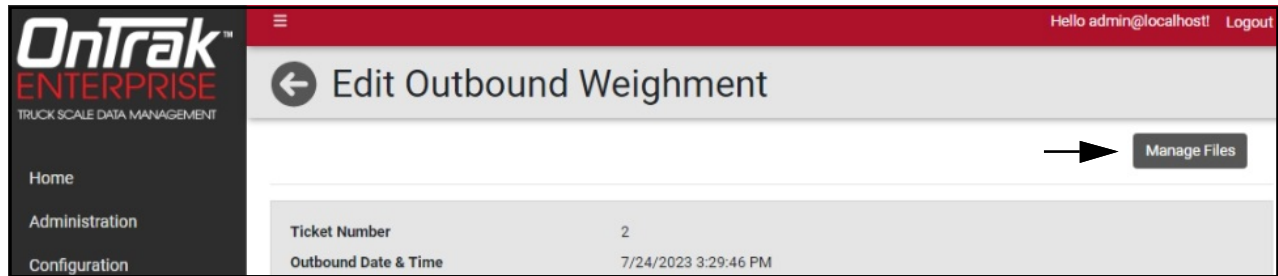 OnTrak™
ENTERPRISE
TRUCK SCALE DATA MANAGEMENT
Home
Administration
Configuration
Hello admin@localhost! Logout
Edit Outbound Weighment
Manage Files
Ticket Number 2
Outbound Date & Time 7/24/2023 3:29:46 PM